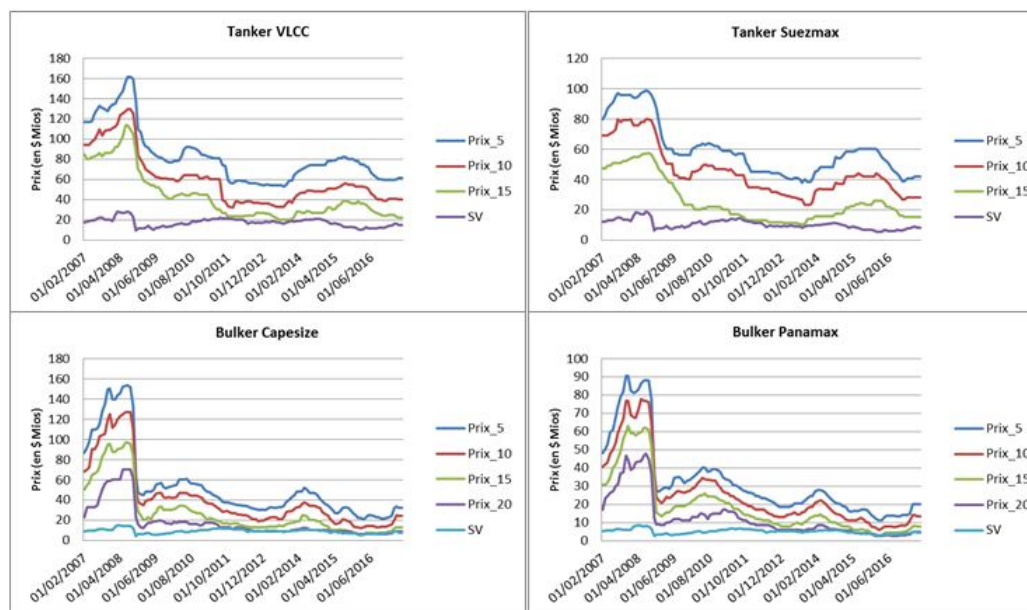 Tanker VLCC
Prix (en $ Mios)
180
160
140
120
100
80
60
40
20
0
01/02/2007
01/04/2008
01/06/2009
01/08/2010
01/10/2011
01/12/2012
01/02/2014
01/04/2015
01/06/2016
Prix_5
Prix_10
Prix_15
SV
Tanker Suezmax
Prix (en $ Mios)
120
100
80
60
40
20
0
01/02/2007
01/04/2008
01/06/2009
01/08/2010
01/10/2011
01/12/2012
01/02/2014
01/04/2015
01/06/2016
Prix_5
Prix_10
Prix_15
SV
Bulker Capesize
Prix (en $ Mios)
180
160
140
120
100
80
60
40
20
0
01/02/2007
01/04/2008
01/06/2009
01/08/2010
01/10/2011
01/12/2012
01/02/2014
01/04/2015
01/06/2016
Prix_5
Prix_10
Prix_15
Prix_20
SV
Bulker Panamax
Prix (en $ Mios)
100
90
80
70
60
50
40
30
20
10
0
01/02/2007
01/04/2008
01/06/2009
01/08/2010
01/10/2011
01/12/2012
01/02/2014
01/04/2015
01/06/2016
Prix_5
Prix_10
Prix_15
Prix_20
SV